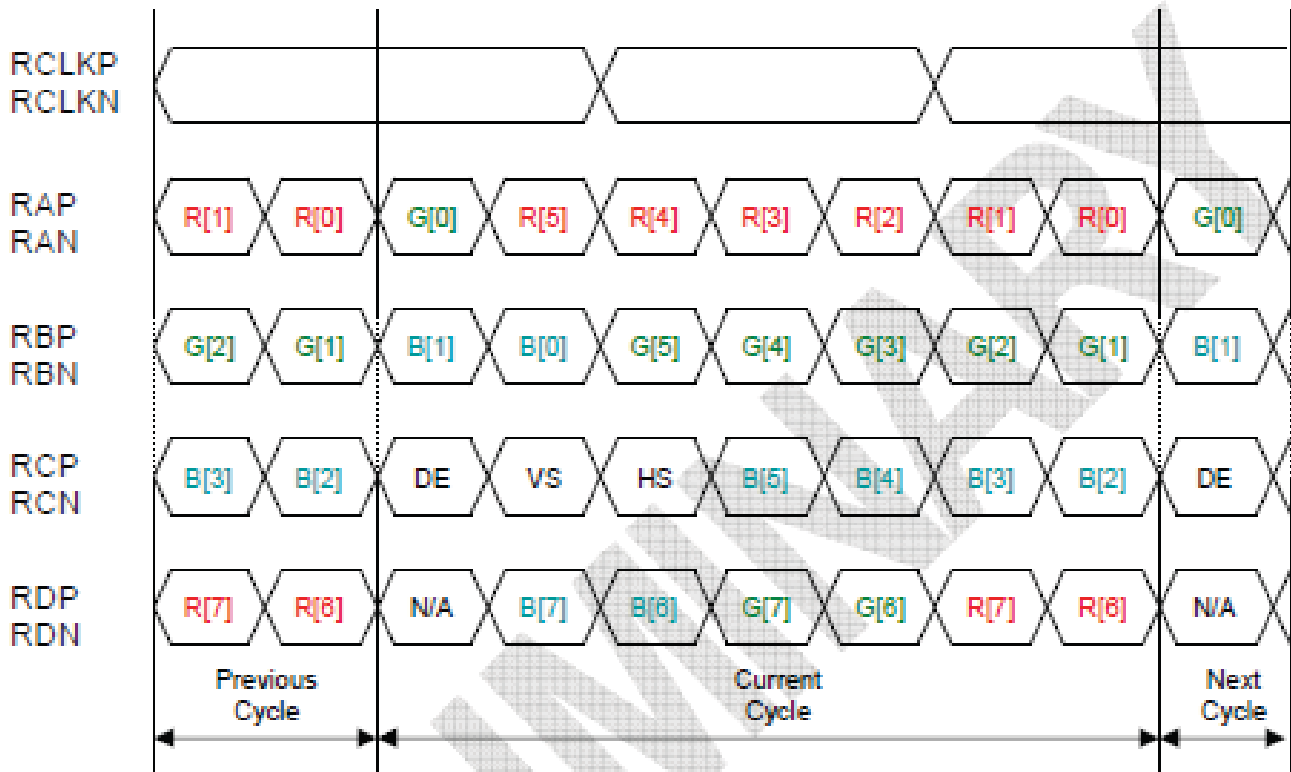 RCLKP
RCLKN
RAP
RAN
R[1] R[0] G[0] R[5] R[4] R[3] R[2] R[1] R[0] G[0]
RBP
RBN
G[2] G[1] B[1] B[0] G[5] G[4] G[3] G[2] G[1] B[1]
RCP
RCN
B[3] B[2] DE VS HS B[5] B[4] B[3] B[2] DE
RDP
RDN
R[7] R[6] N/A B[7] B[6] G[7] G[6] R[7] R[6] N/A
Previous
Cycle
Current
Cycle
Next
Cycle